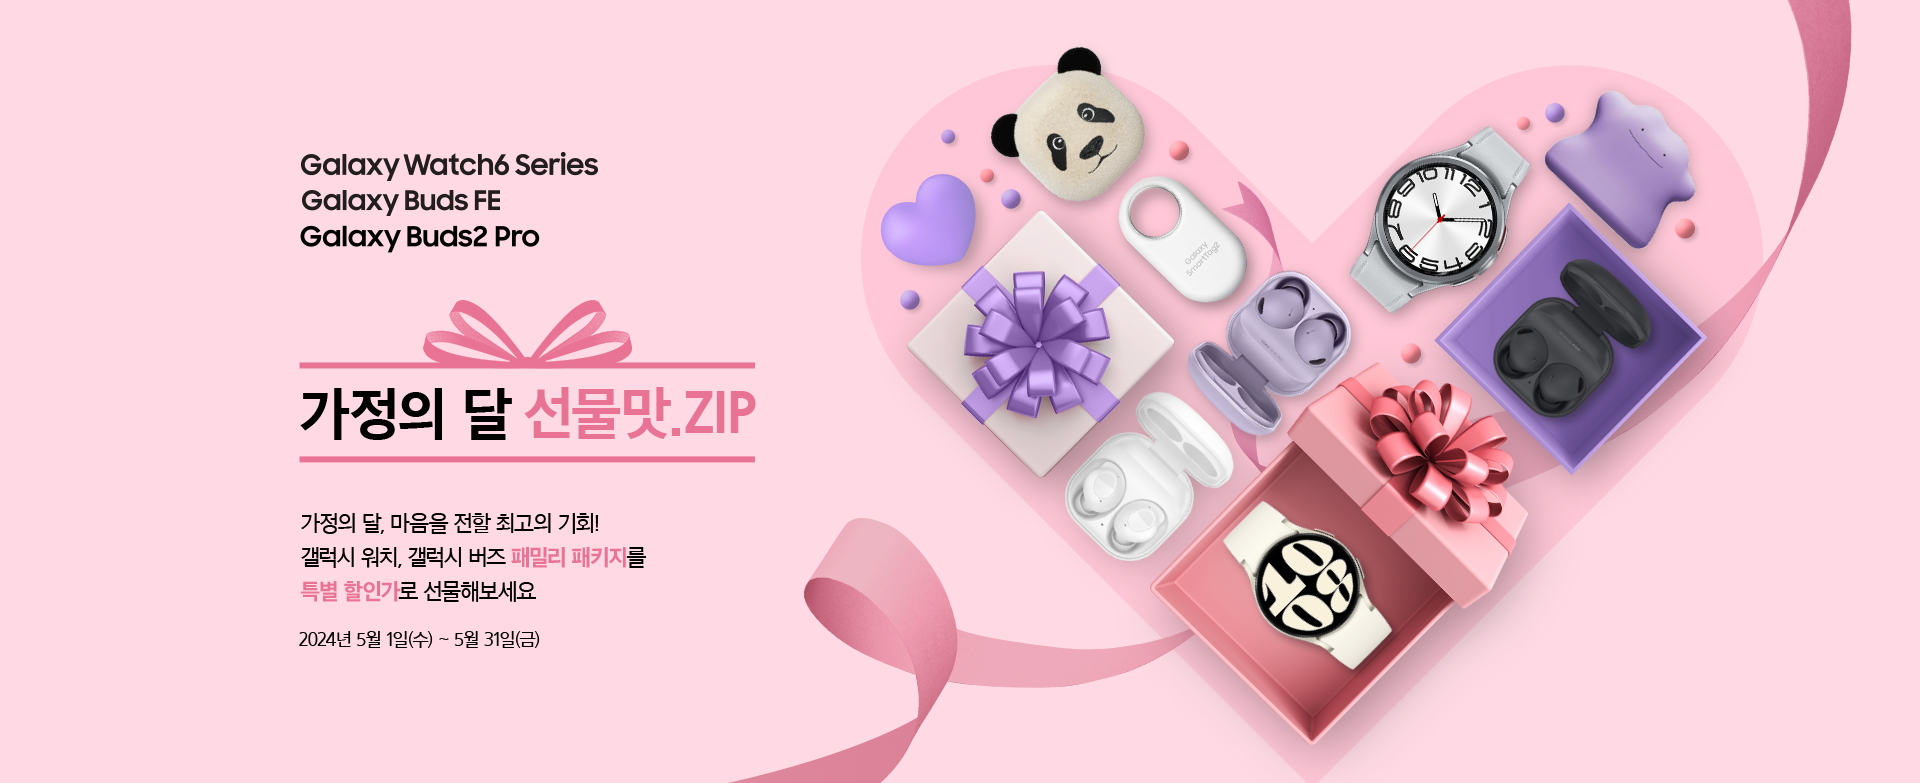 Galaxy Watch6 Series
Galaxy Buds FE
Galaxy Buds2 Pro
가정의 달 선물맛.ZIP
가정의 달, 마음을 전할 최고의 기회!
갤럭시 워치, 갤럭시 버즈 패밀리 패키지를
특별 할인가로 선물해보세요
2024년 5월 1일(수) ~ 5월 31일(금)
Galaxy
SmartTag2
10
08